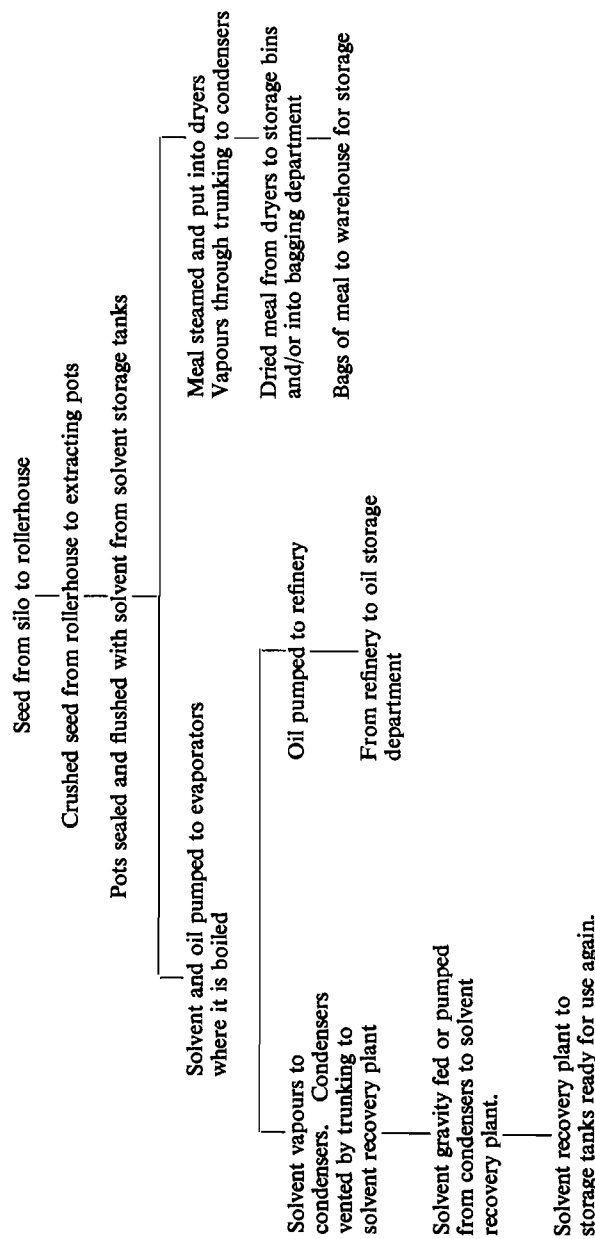 Seed from silo to rollerhouse
Crushed seed from rollerhouse to extracting pots
Pots sealed and flushed with solvent from solvent storage tanks
Solvent and oil pumped to evaporators
where it is boiled
Solvent vapours to
condensers. Condensers
vented by trunking to
solvent recovery plant
Solvent gravity fed or pumped
from condensers to solvent
recovery plant.
Solvent recovery plant to
storage tanks ready for use again.
Oil pumped to refinery
From refinery to oil storage
department
Meal steamed and put into dryers
Vapours through trunking to condensers
Dried meal from dryers to storage bins
and/or into bagging department
Bags of meal to warehouse for storage